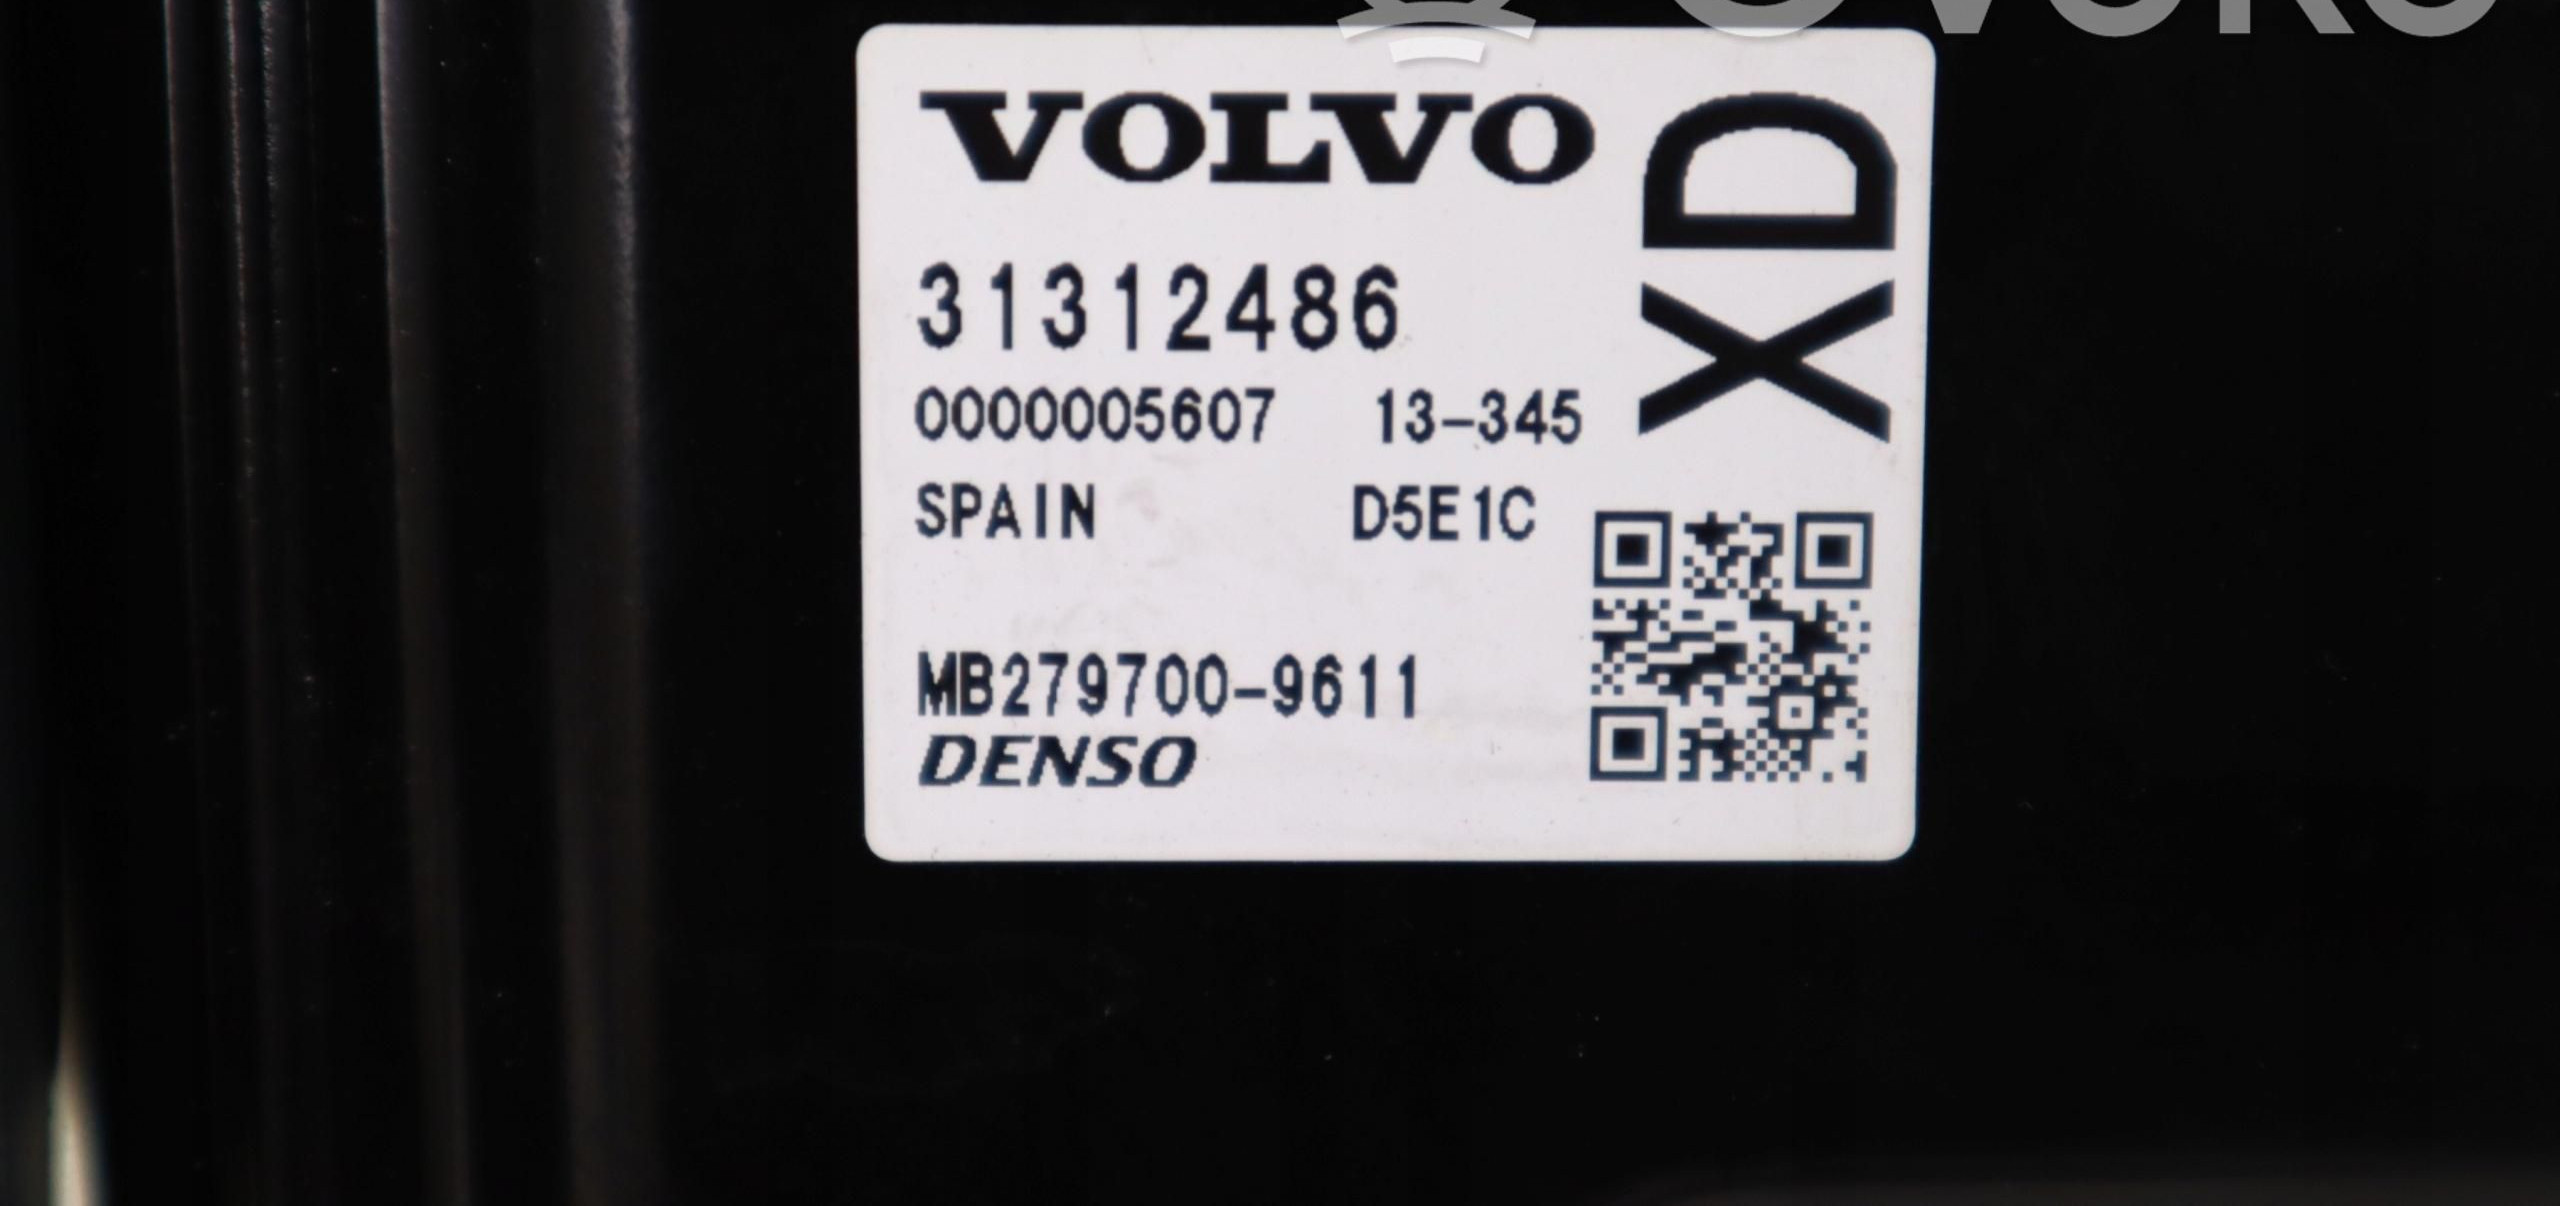 VOLVO
XD
31312486
0000005607 13-345
SPAIN D5E1C
MB279700-9611
DENSO